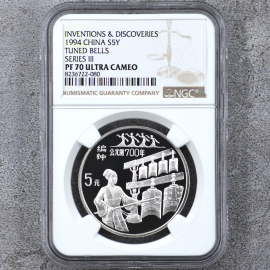 INVENTIONS & DISCOVERIES
1994 CHINA S5Y
TUNED BELLS
SERIES III
PF 70 ULTRA CAMEO
8236722-080
NUMISMATIC GUARANTY COMPANY
NGC
编钟
公元前700年
5元